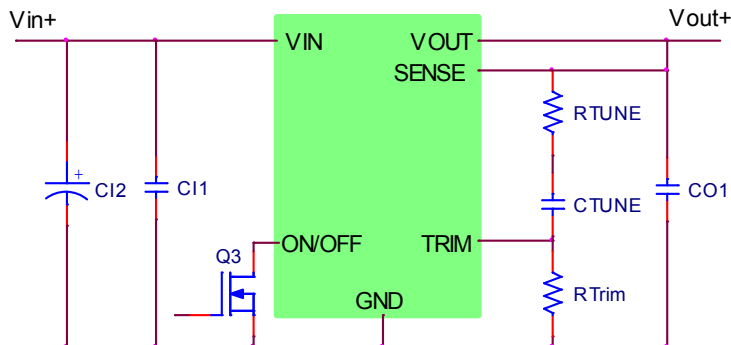 Vin+
Vout+
VIN
VOUT
SENSE
RTUNE
+
CI2
CI1
CTUNE
CO1
ON/OFF
TRIM
Q3
RTrim
GND